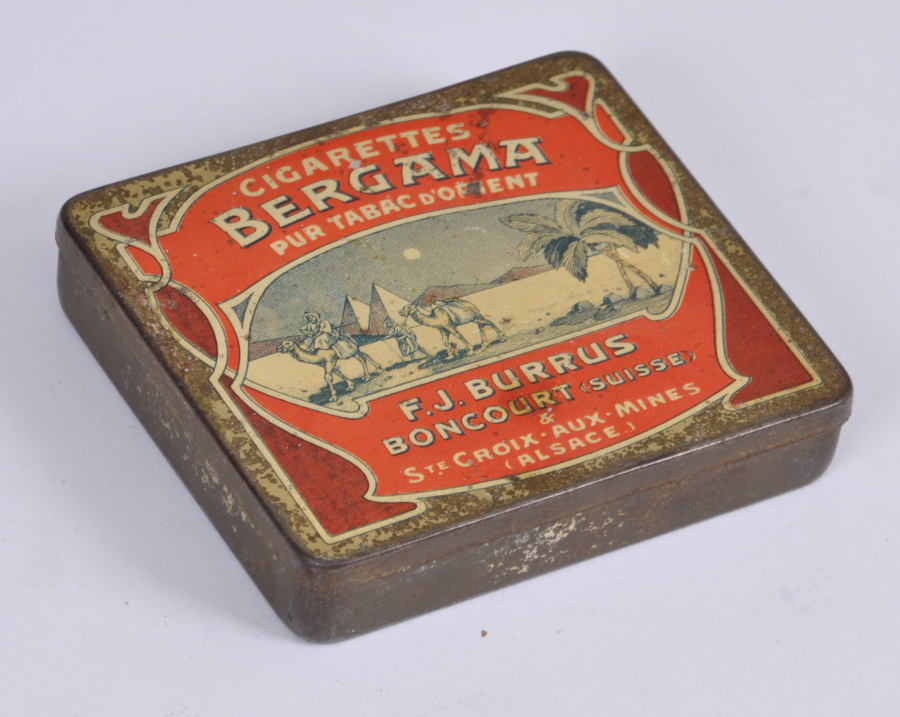 CIGARETTES
BERGAMA
PUR TABAC D'ORIENT
F.J. BURRUS
BONCOURT (SUISSE)
&
STE CROIX-AUX-MINES
(ALSACE.)